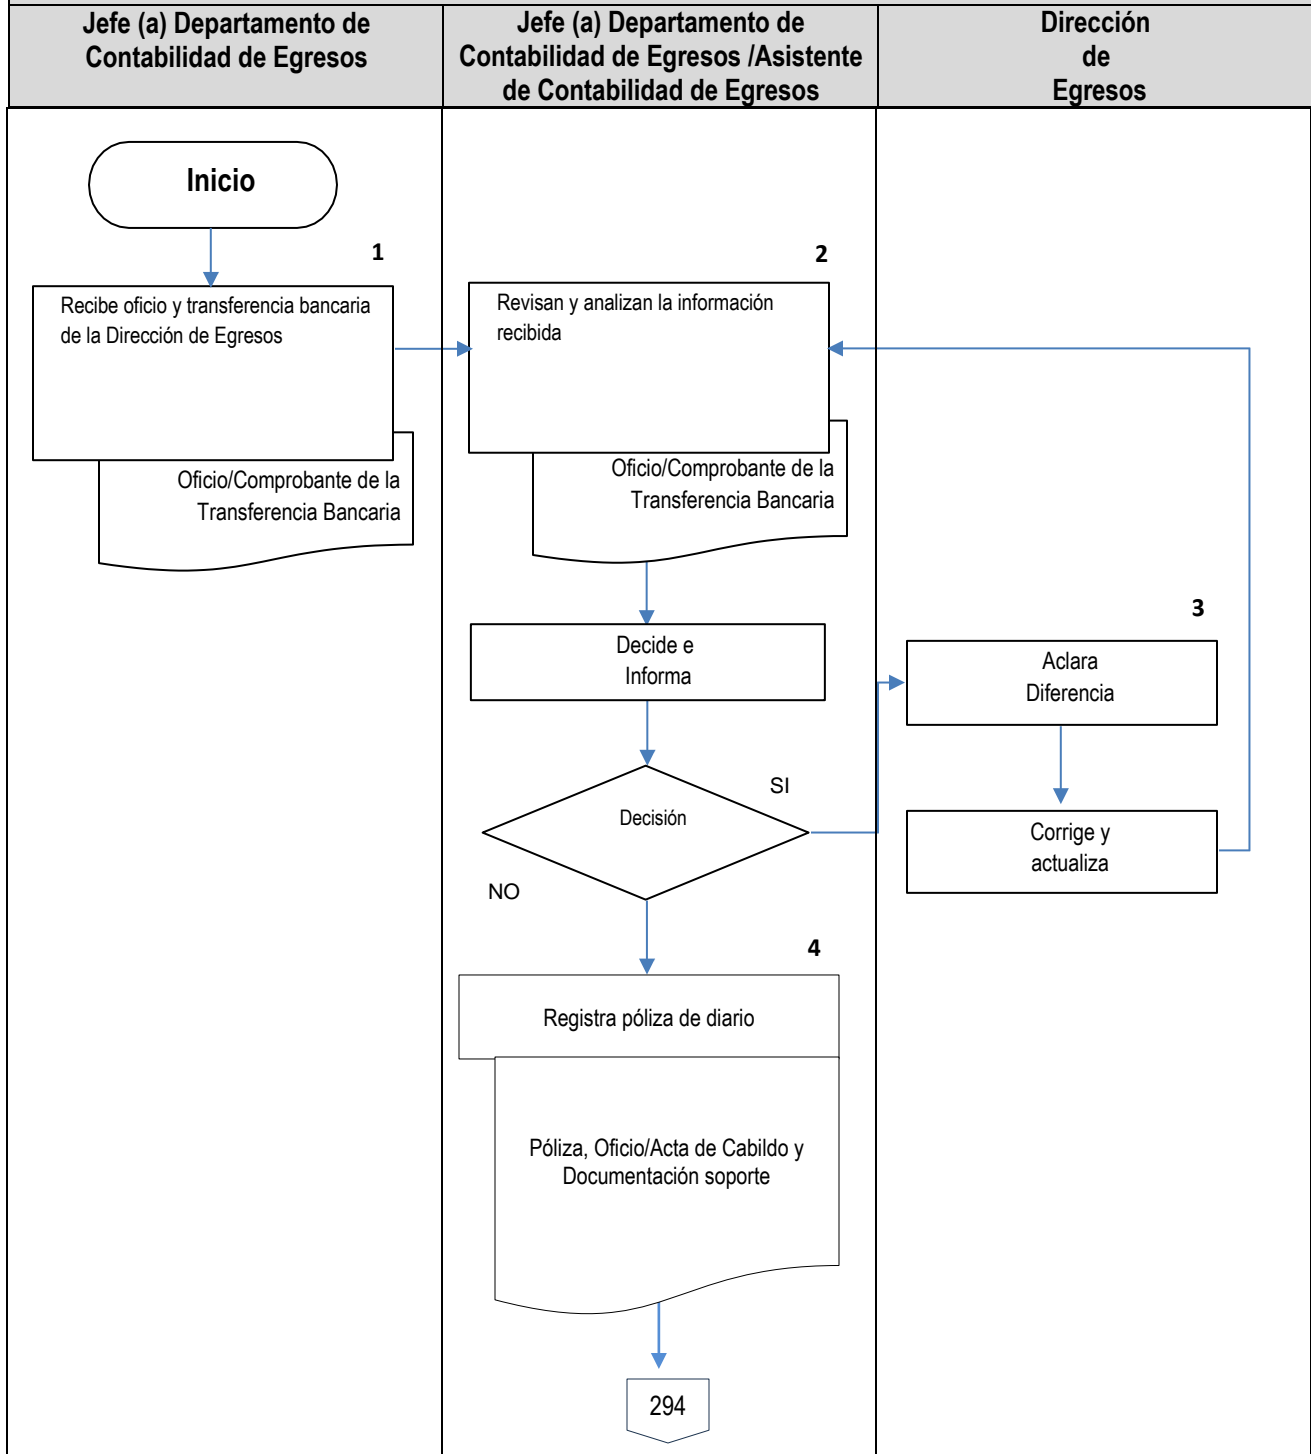 Jefe (a) Departamento de
Contabilidad de Egresos
Jefe (a) Departamento de
Contabilidad de Egresos /Asistente
de Contabilidad de Egresos
Dirección
de
Egresos
Inicio
1
Recibe oficio y transferencia bancaria
de la Dirección de Egresos
Oficio/Comprobante de la
Transferencia Bancaria
2
Revisan y analizan la información
recibida
Oficio/Comprobante de la
Transferencia Bancaria
Decide e
Informa
3
Aclara
Diferencia
SI
Decisión
Corrige y
actualiza
NO
4
Registra póliza de diario
Póliza, Oficio/Acta de Cabildo y
Documentación soporte
294